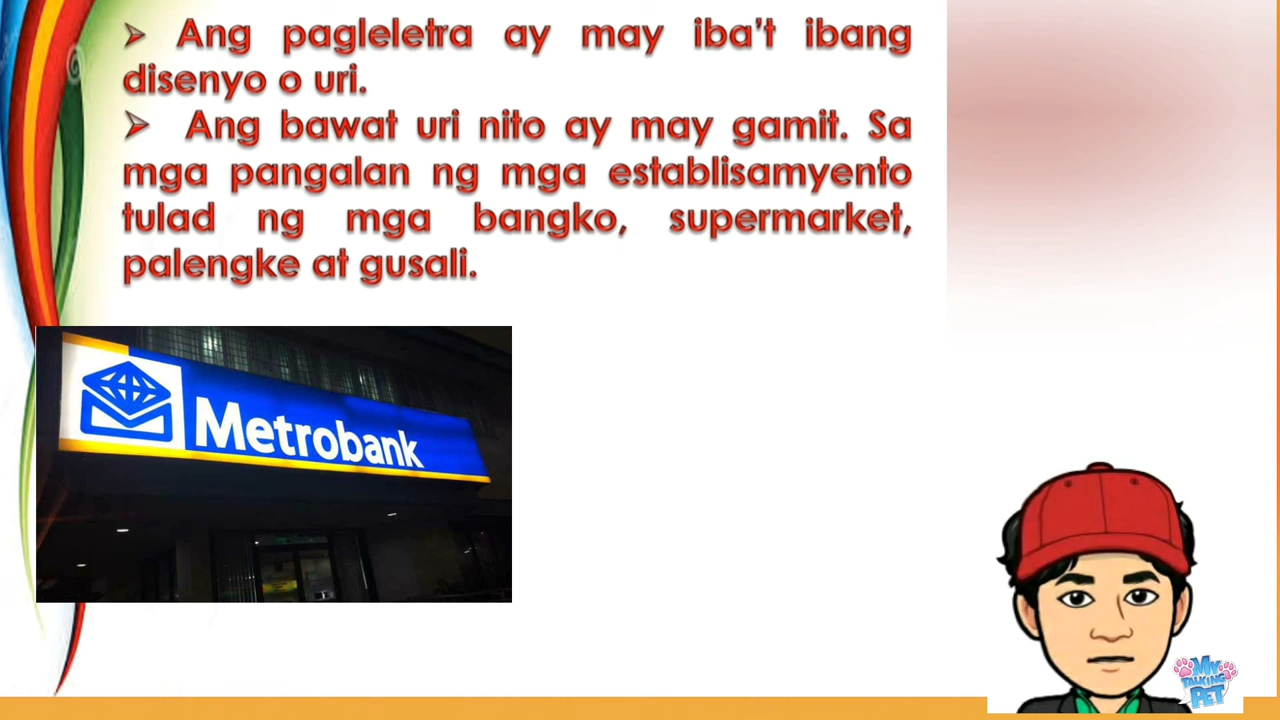 ➢ Ang pagleletra ay may iba’t ibang
disenyo o uri.
➢ Ang bawat uri nito ay may gamit. Sa
mga pangalan ng mga establisamyento
tulad ng mga bangko, supermarket,
palengke at gusali.
Metrobank
MY
TALKING
PET